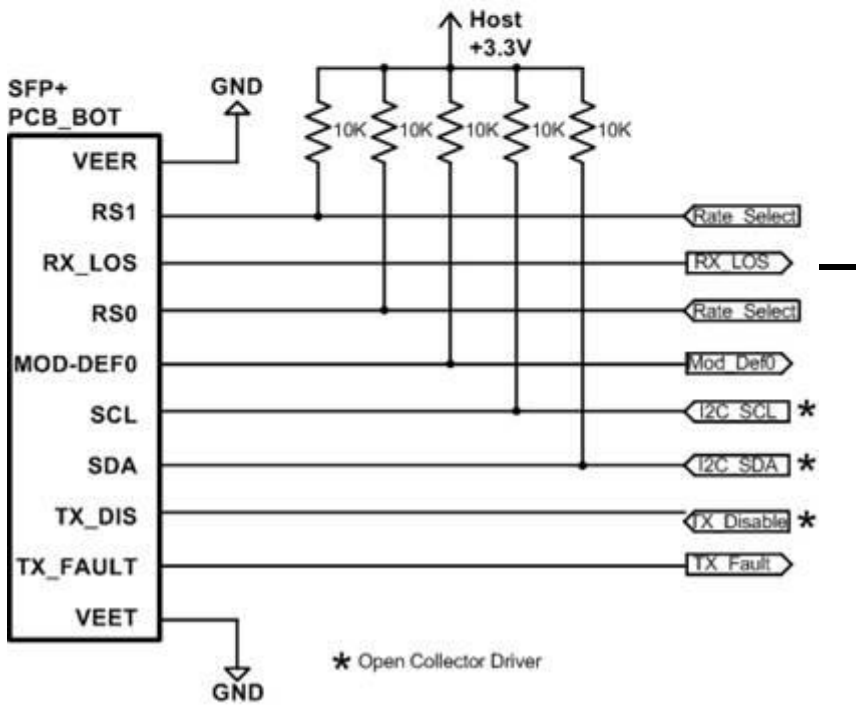 Host
+3.3V
SFP+
PCB_BOT
GND
10K 10K 10K 10K 10K
VEER
RS1 Rate_Select
RX_LOS RX_LOS
RS0 Rate_Select
MOD-DEF0 Mod_Def0
SCL I2C_SCL *
SDA I2C_SDA *
TX_DIS TX_Disable *
TX_FAULT TX_Fault
VEET
* Open Collector Driver
GND